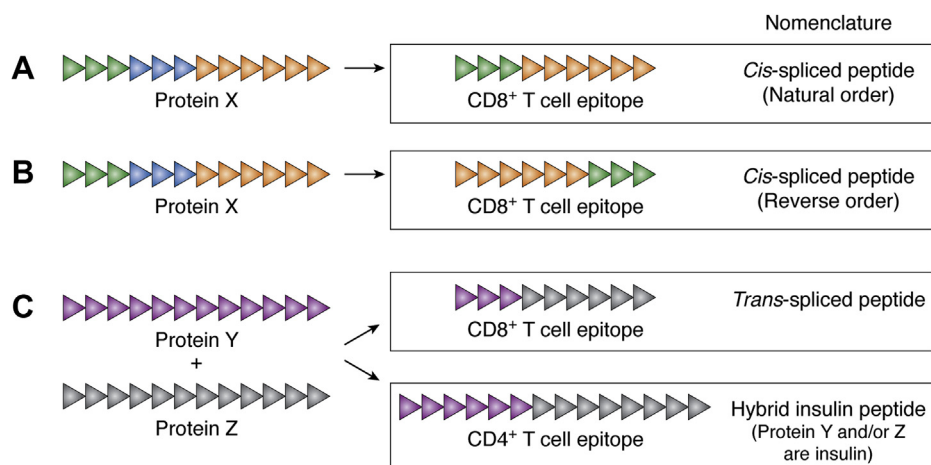 Nomenclature
A
Protein X
CD8+ T cell epitope
Cis-spliced peptide
(Natural order)
B
Protein X
CD8+ T cell epitope
Cis-spliced peptide
(Reverse order)
C
Protein Y
+
Protein Z
CD8+ T cell epitope
Trans-spliced peptide
CD4+ T cell epitope
Hybrid insulin peptide
(Protein Y and/or Z
are insulin)